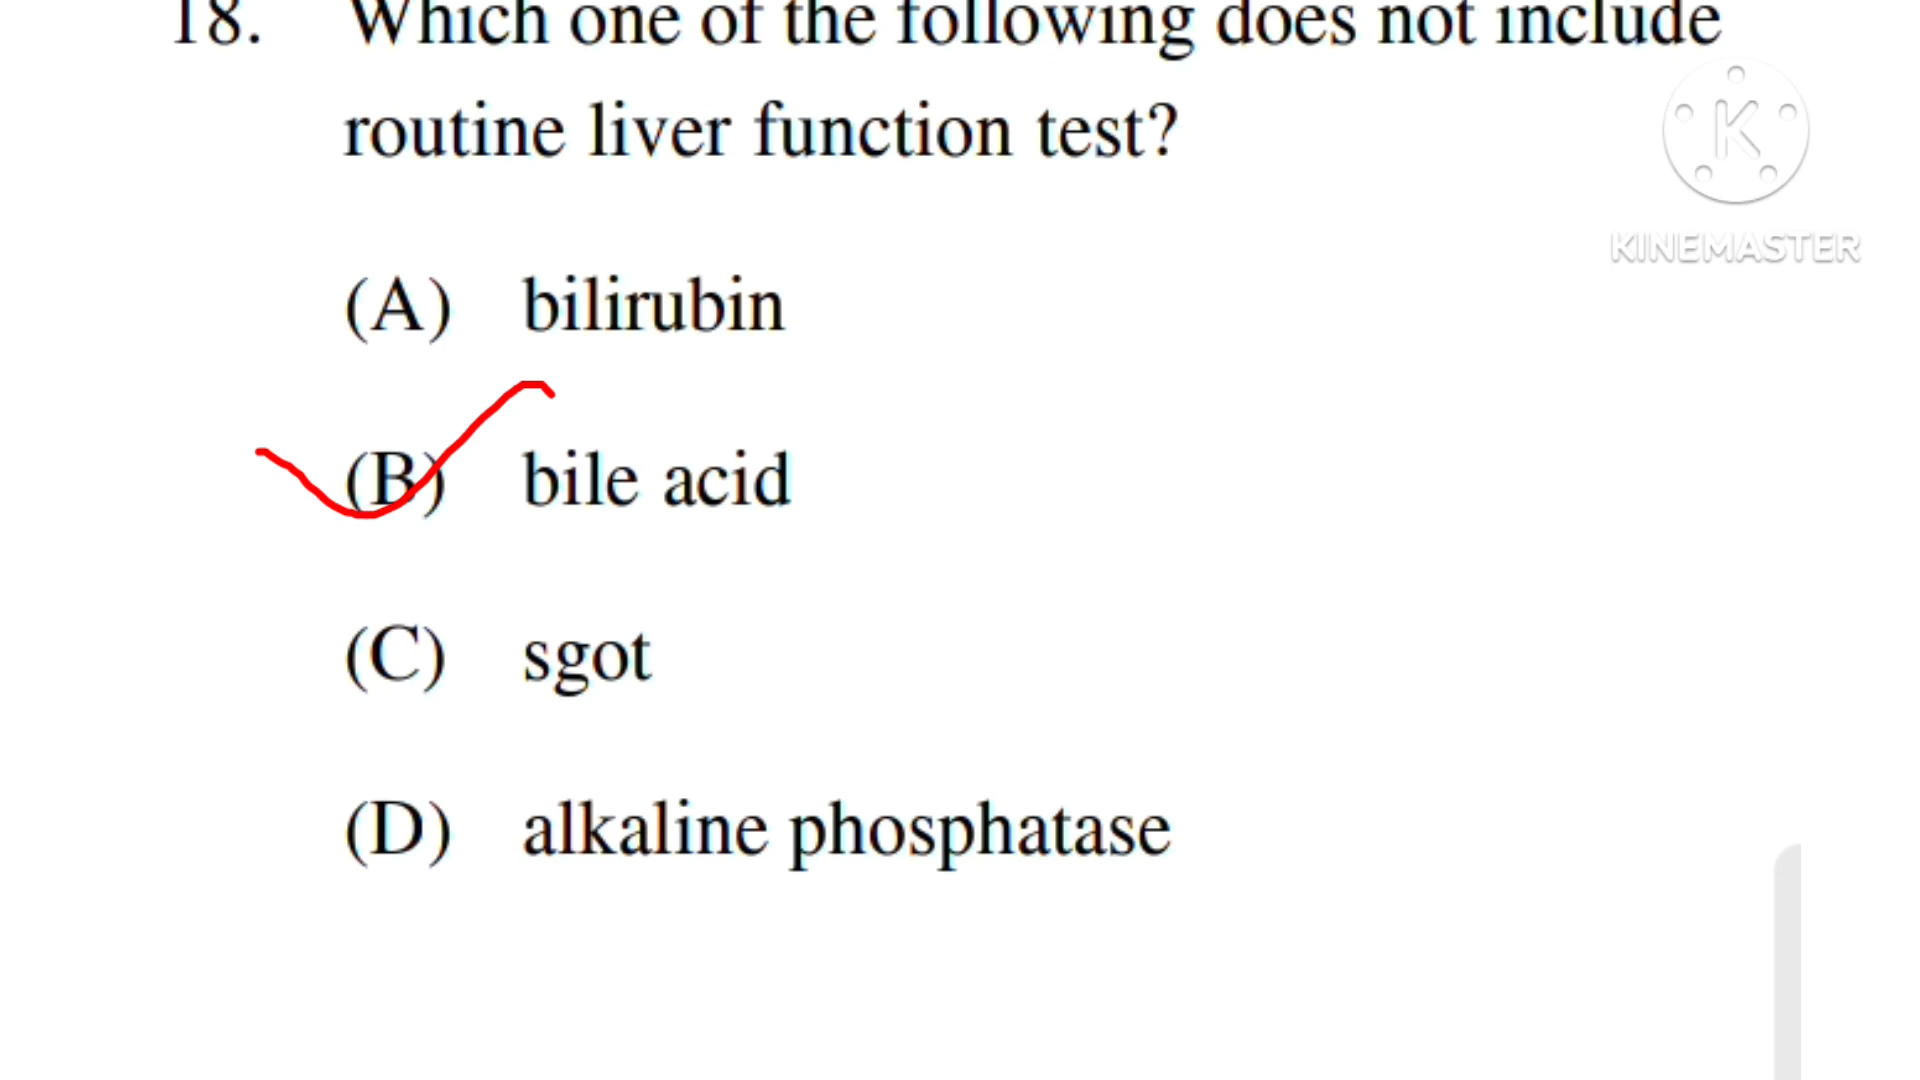 18. Which one of the following does not include
routine liver function test?
KINEMASTER
(A) bilirubin
(B) bile acid
(C) sgot
(D) alkaline phosphatase